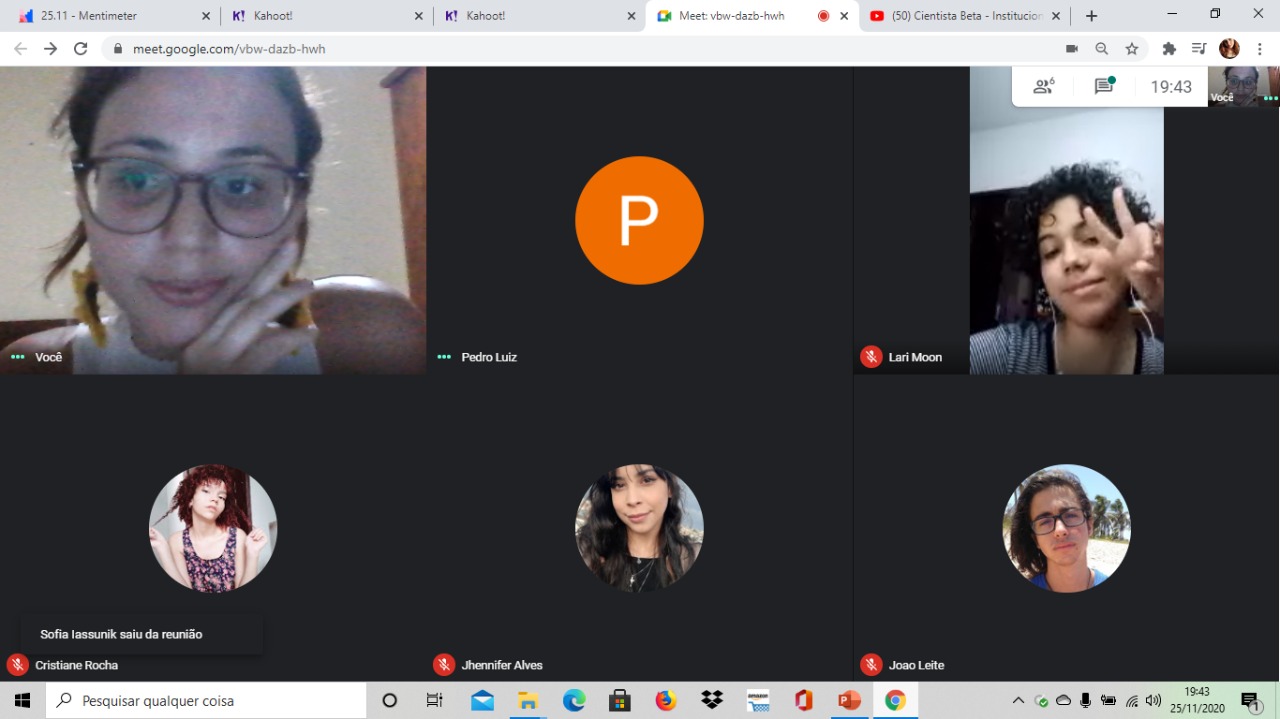 25.11 - Mentimeter
Kahoot!
Kahoot!
Meet: vbw-dazb-hwh
(50) Cientista Beta - Institucion
meet.google.com/vbw-dazb-hwh
6
19:43
Você
Você
P
Pedro Luiz
Lari Moon
Sofia Iassunik saiu da reunião
Cristiane Rocha
Jhennifer Alves
Joao Leite
Pesquisar qualquer coisa
19:43
25/11/2020
1